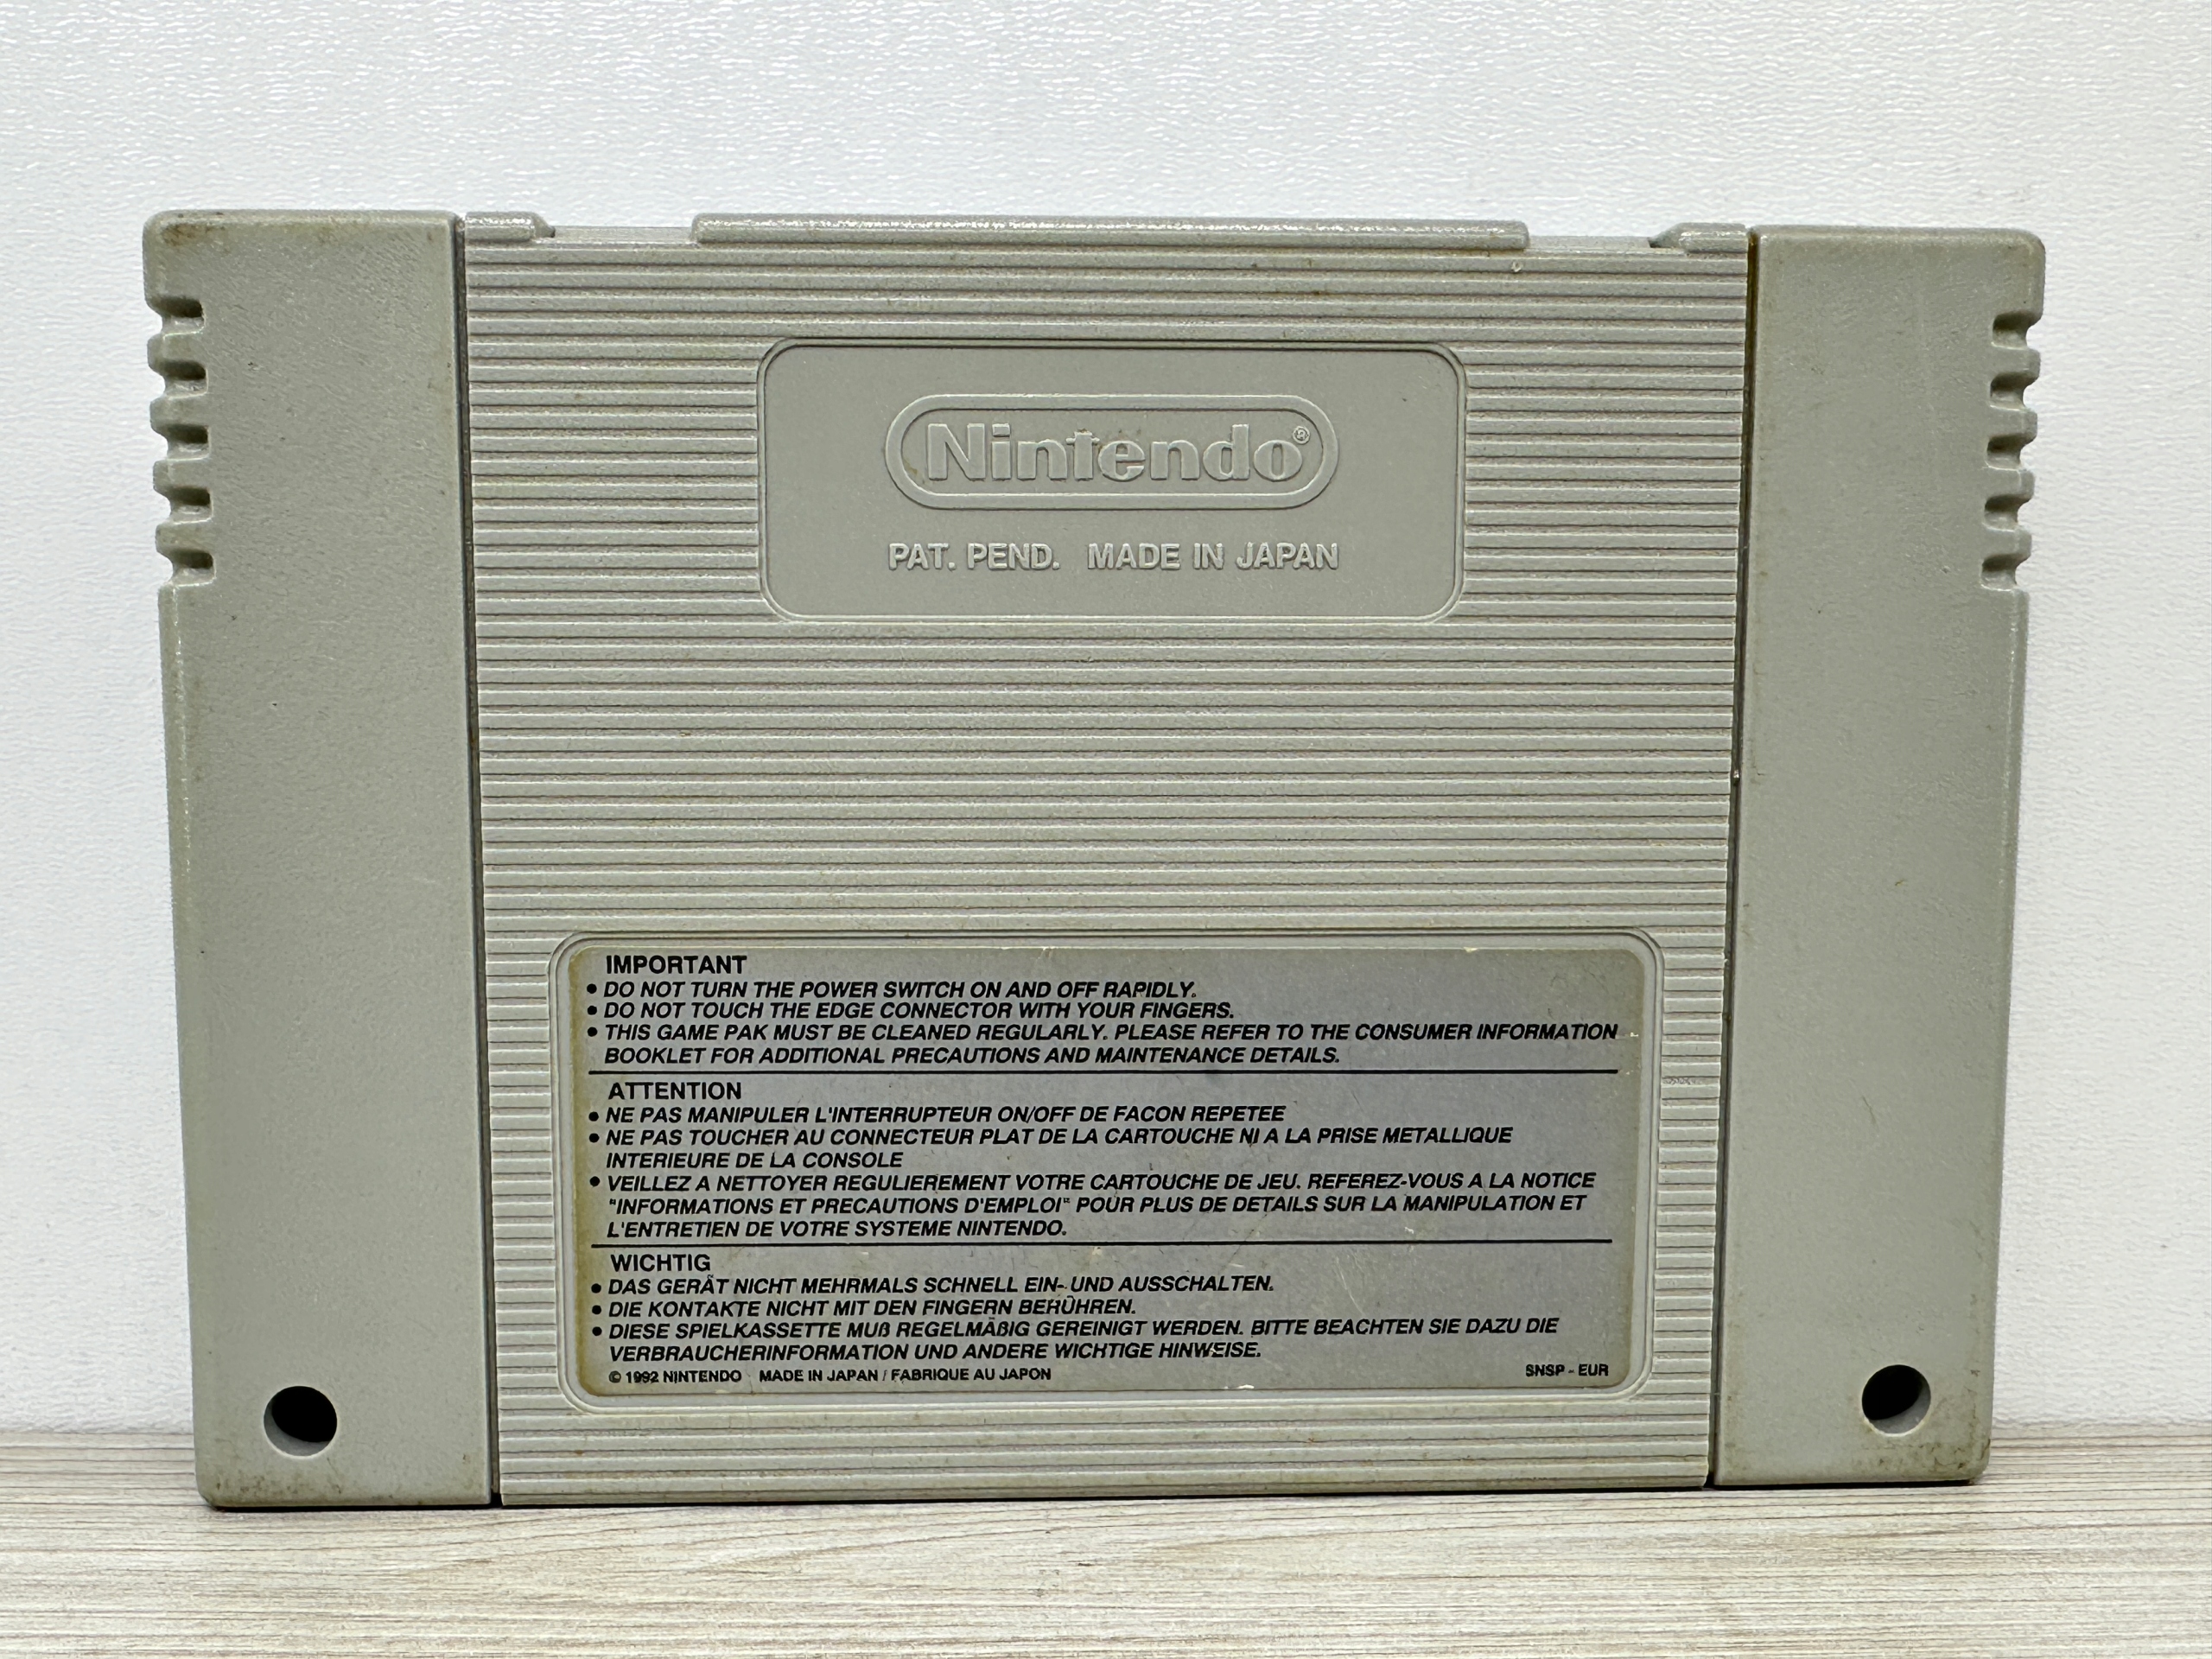 Nintendo®
PAT. PEND. MADE IN JAPAN
IMPORTANT
• DO NOT TURN THE POWER SWITCH ON AND OFF RAPIDLY.
• DO NOT TOUCH THE EDGE CONNECTOR WITH YOUR FINGERS.
• THIS GAME PAK MUST BE CLEANED REGULARLY. PLEASE REFER TO THE CONSUMER INFORMATION
BOOKLET FOR ADDITIONAL PRECAUTIONS AND MAINTENANCE DETAILS.
ATTENTION
• NE PAS MANIPULER L'INTERRUPTEUR ON/OFF DE FACON REPETEE
• NE PAS TOUCHER AU CONNECTEUR PLAT DE LA CARTOUCHE NI A LA PRISE METALLIQUE
INTERIEURE DE LA CONSOLE
• VEILLEZ A NETTOYER REGULIEREMENT VOTRE CARTOUCHE DE JEU. REFEREZ-VOUS A LA NOTICE
"INFORMATIONS ET PRECAUTIONS D'EMPLOI" POUR PLUS DE DETAILS SUR LA MANIPULATION ET
L'ENTRETIEN DE VOTRE SYSTEME NINTENDO.
WICHTIG
• DAS GERÄT NICHT MEHRMALS SCHNELL EIN- UND AUSSCHALTEN.
• DIE KONTAKTE NICHT MIT DEN FINGERN BERÜHREN.
• DIESE SPIELKASSETTE MUß REGELMÄßIG GEREINIGT WERDEN. BITTE BEACHTEN SIE DAZU DIE
VERBRAUCHERINFORMATION UND ANDERE WICHTIGE HINWEISE.
© 1992 NINTENDO MADE IN JAPAN / FABRIQUE AU JAPON SNSP - EUR